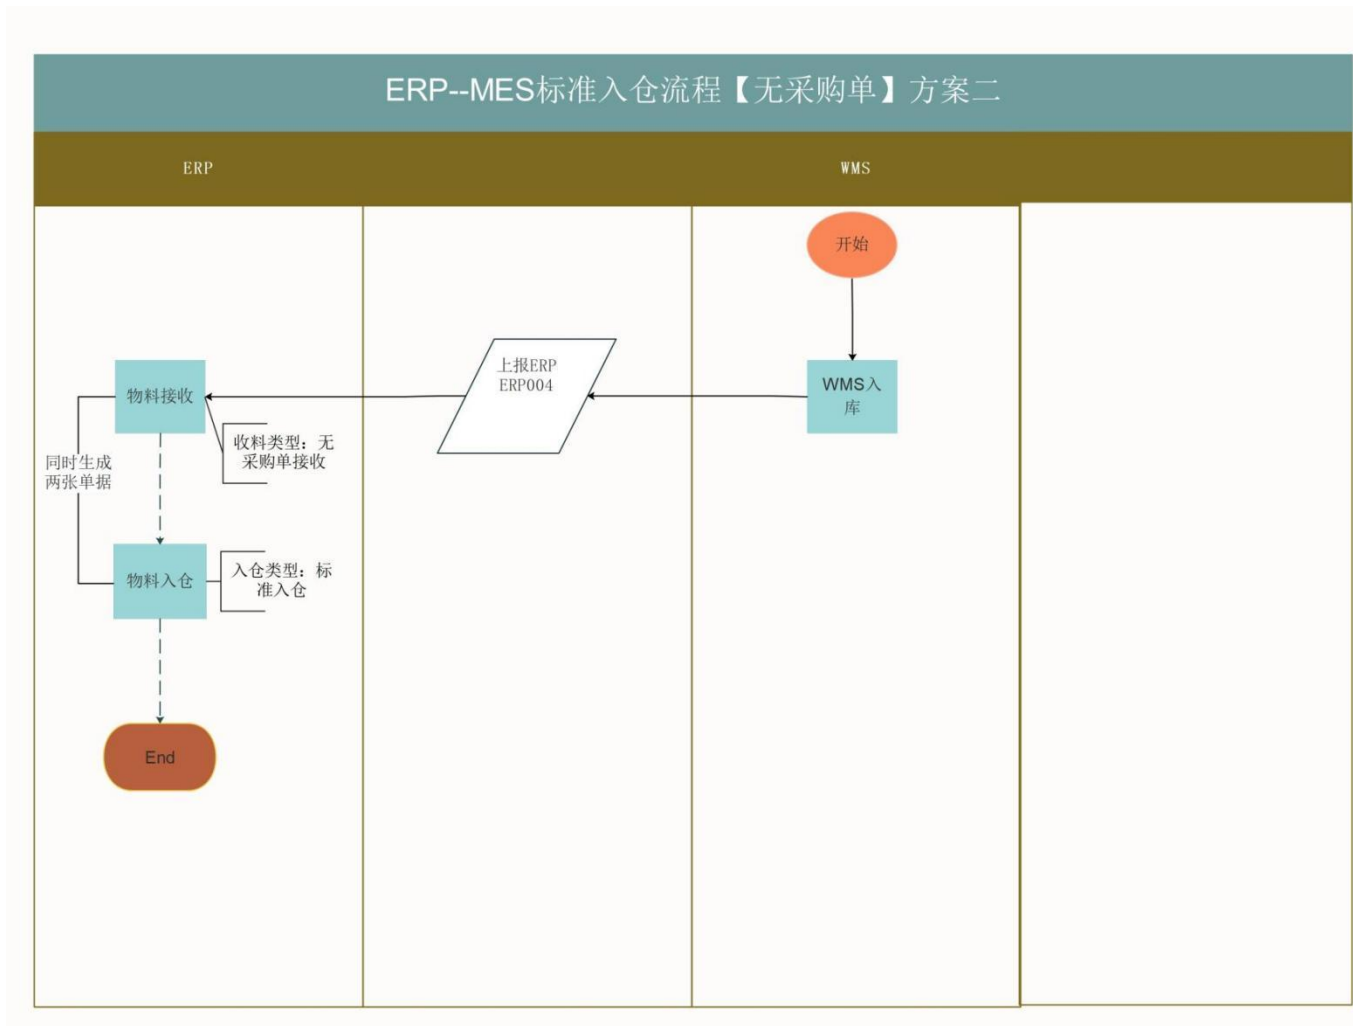 ERP--MES标准入仓流程【无采购单】方案二
ERP
WMS
开始
上报ERP
ERP004
WMS入
库
物料接收
收料类型：无
采购单接收
同时生成
两张单据
物料入仓
入仓类型：标
准入仓
End